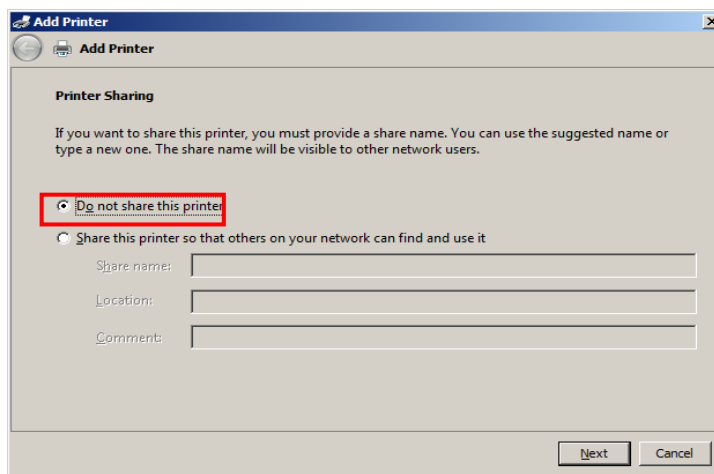 Add Printer
Add Printer
Printer Sharing
If you want to share this printer, you must provide a share name. You can use the suggested name or
type a new one. The share name will be visible to other network users.
Do not share this printer
Share this printer so that others on your network can find and use it
Share name:
Location:
Comment:
Next Cancel